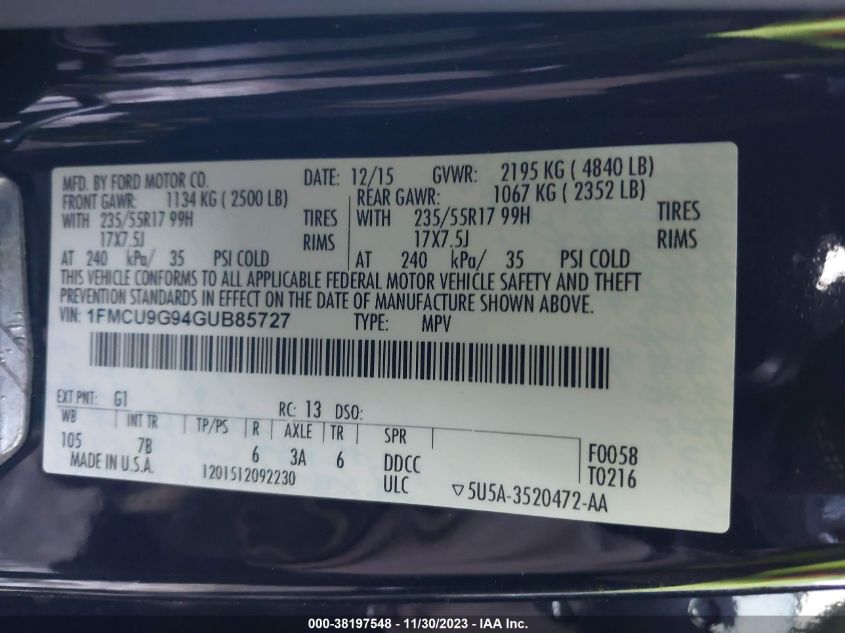 MFD. BY FORD MOTOR CO. DATE: 12/15 GVWR: 2195 KG ( 4840 LB)
FRONT GAWR: 1134 KG ( 2500 LB) REAR GAWR: 1067 KG ( 2352 LB)
WITH 235/55R17 99H TIRES WITH 235/55R17 99H TIRES
17X7.5J RIMS 17X7.5J RIMS
AT 240 kPa/ 35 PSI COLD AT 240 kPa/ 35 PSI COLD
THIS VEHICLE CONFORMS TO ALL APPLICABLE FEDERAL MOTOR VEHICLE SAFETY AND THEFT
PREVENTION STANDARDS IN EFFECT ON THE DATE OF MANUFACTURE SHOWN ABOVE.
VIN: 1FMCU9G94GUB85727 TYPE: MPV
EXT PNT: G1 RC: 13 DSO:
WB INT TR TP/PS R AXLE TR SPR
105 7B 6 3A 6 DDCC F0058
MADE IN U.S.A. 1201512092230 ULC T0216
▽5U5A-3520472-AA
000-38197548 - 11/30/2023 - IAA Inc.